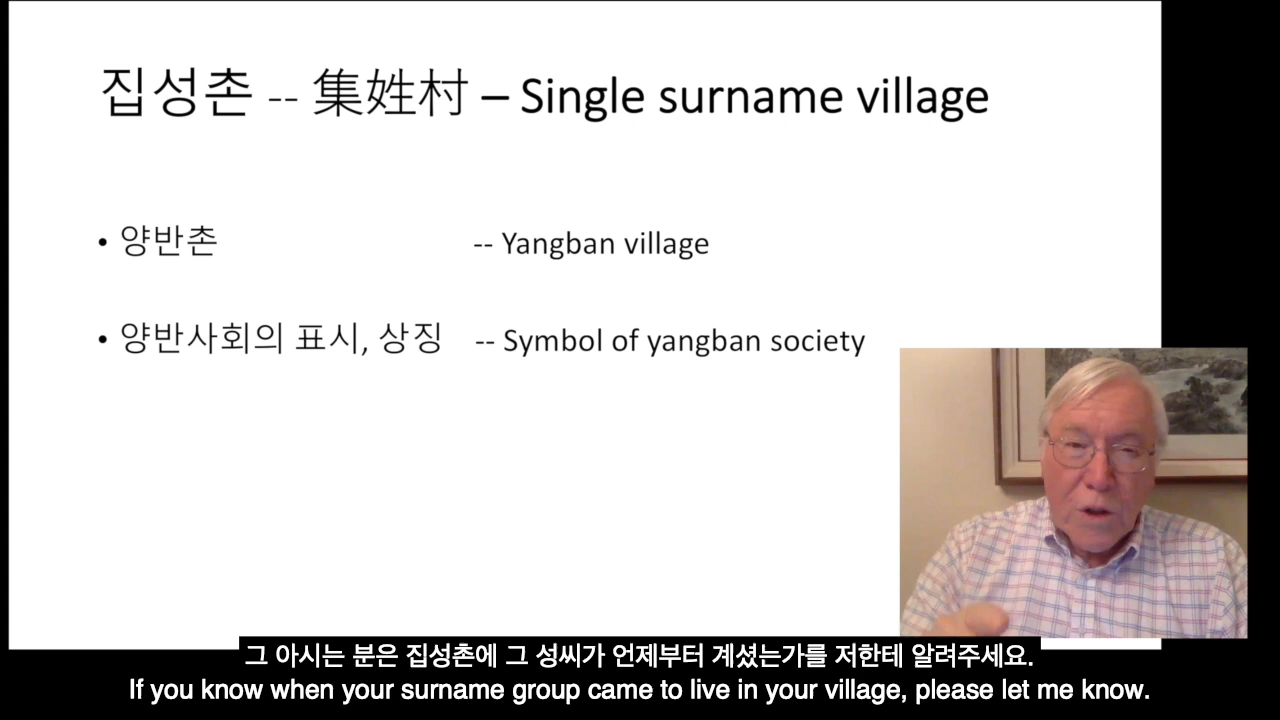 집성촌 -- 集姓村 – Single surname village
• 양반촌 -- Yangban village
• 양반사회의 표시, 상징 -- Symbol of yangban society
그 아시는 분은 집성촌에 그 성씨가 언제부터 계셨는가를 저한테 알려주세요.
If you know when your surname group came to live in your village, please let me know.